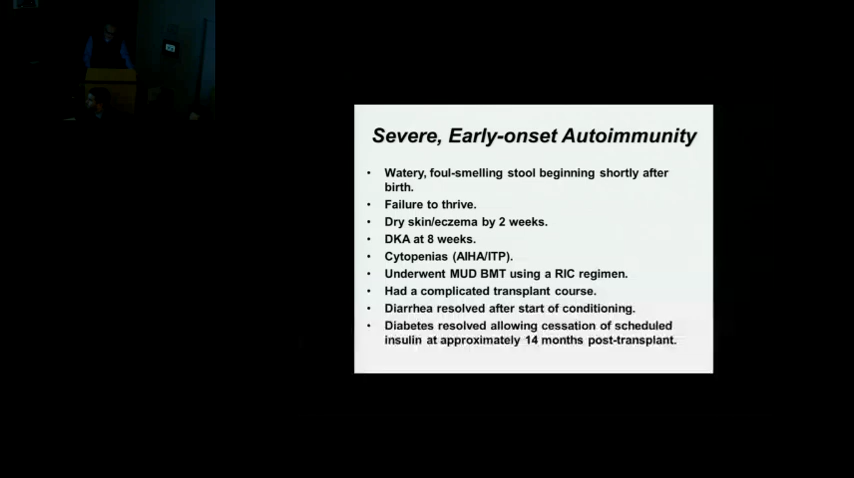 Severe, Early-onset Autoimmunity
• Watery, foul-smelling stool beginning shortly after
birth.
• Failure to thrive.
• Dry skin/eczema by 2 weeks.
• DKA at 8 weeks.
• Cytopenias (AIHA/ITP).
• Underwent MUD BMT using a RIC regimen.
• Had a complicated transplant course.
• Diarrhea resolved after start of conditioning.
• Diabetes resolved allowing cessation of scheduled
insulin at approximately 14 months post-transplant.